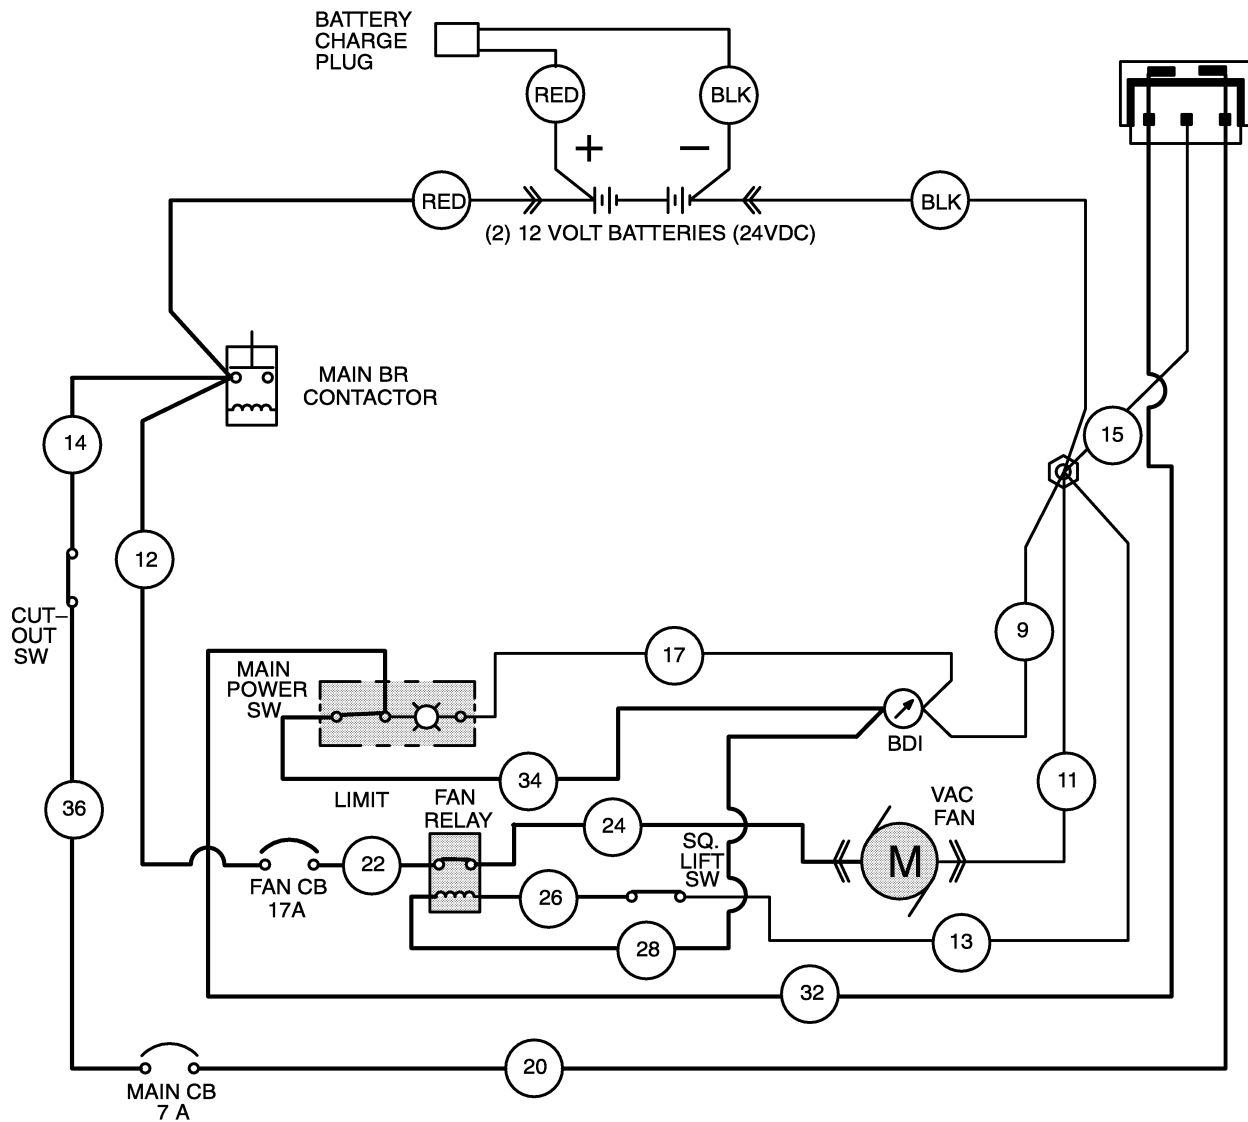 BATTERY
CHARGE
PLUG
RED
BLK
+
−
RED
BLK
(2) 12 VOLT BATTERIES (24VDC)
MAIN BR
CONTACTOR
14
15
12
CUT–
OUT
SW
9
17
MAIN
POWER
SW
BDI
34
11
LIMIT
FAN
RELAY
VAC
FAN
36
24
SQ.
LIFT
SW
22
M
FAN CB
17A
26
28
13
32
20
MAIN CB
7 A